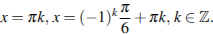 x = πk, x = (−1)^k π/6 + πk, k ∈ ℤ.